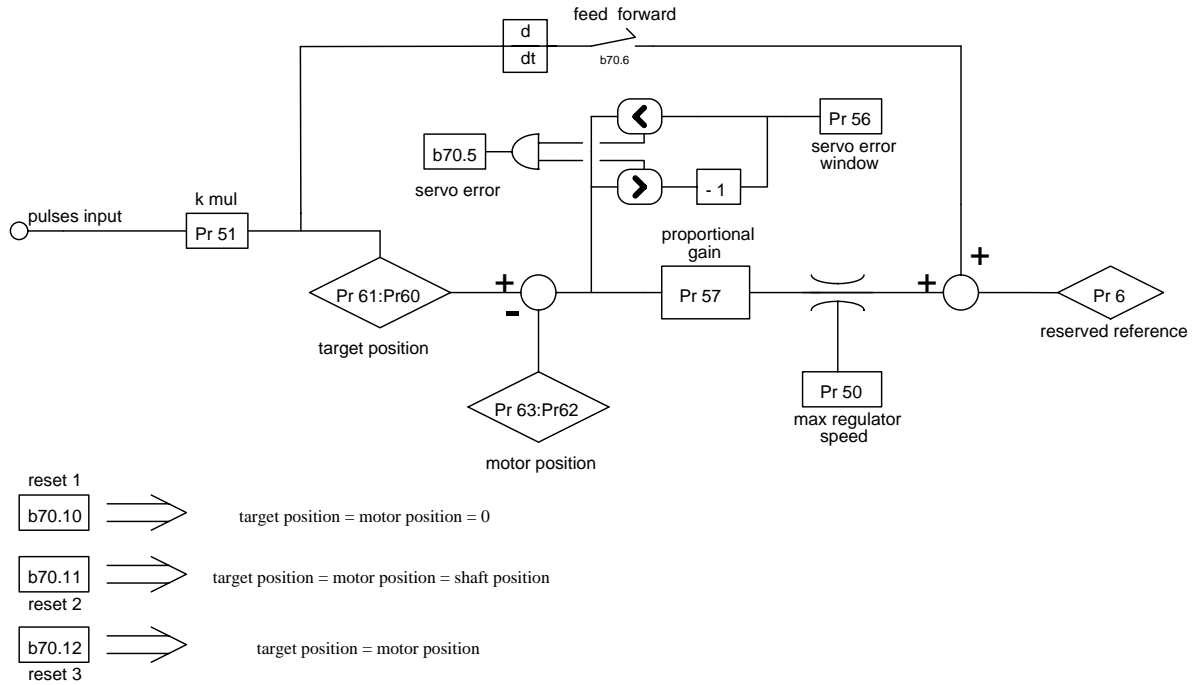 feed forward
d
dt
b70.6
<
Pr 56
servo error
window
b70.5
servo error
>
- 1
k mul
pulses input
Pr 51
proportional
gain
+
Pr 61:Pr60
+
-
Pr 57
+
Pr 6
target position
reserved reference
Pr 63:Pr62
Pr 50
max regulator
speed
motor position
reset 1
b70.10
target position = motor position = 0
b70.11
target position = motor position = shaft position
reset 2
b70.12
target position = motor position
reset 3